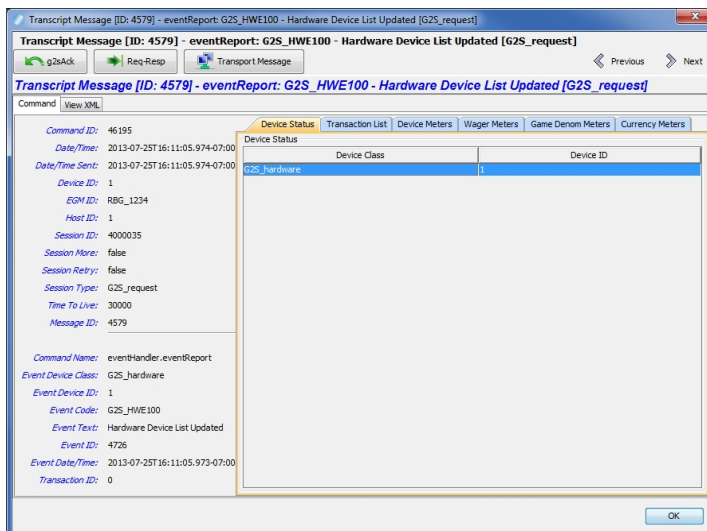 Transcript Message [ID: 4579] - eventReport: G2S_HWE100 - Hardware Device List Updated [G2S_request]
Transcript Message [ID: 4579] - eventReport: G2S_HWE100 - Hardware Device List Updated [G2S_request]
g2sAck Req-Resp Transport Message Previous Next
Transcript Message [ID: 4579] - eventReport: G2S_HWE100 - Hardware Device List Updated [G2S_request]
Command View XML
Command ID: 46195
Date/Time: 2013-07-25T16:11:05.974-07:00
Date/Time Sent: 2013-07-25T16:11:05.974-07:00
Device ID: 1
EGM ID: RBG_1234
Host ID: 1
Session ID: 4000035
Session More: false
Session Retry: false
Session Type: G2S_request
Time To Live: 30000
Message ID: 4579
Command Name: eventHandler.eventReport
Event Device Class: G2S_hardware
Event Device ID: 1
Event Code: G2S_HWE100
Event Text: Hardware Device List Updated
Event ID: 4726
Event Date/Time: 2013-07-25T16:11:05.973-07:00
Transaction ID: 0
Device Status Transaction List Device Meters Wager Meters Game Denom Meters Currency Meters
Device Status
Device Class Device ID
G2S_hardware 1
OK